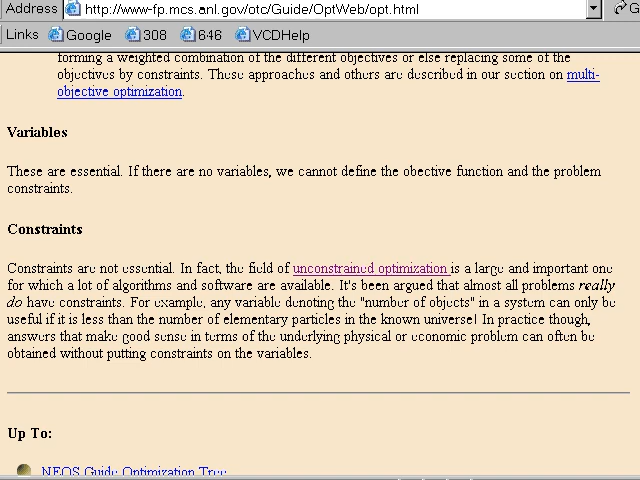 Address http://www-fp.mcs.anl.gov/otc/Guide/OptWeb/opt.html G
Links Google 308 646 VCDHelp
forming a weighted combination of the different objectives or else replacing some of the
objectives by constraints. These approaches and others are described in our section on multi-
objective optimization.
Variables
These are essential. If there are no variables, we cannot define the obective function and the problem
constraints.
Constraints
Constraints are not essential. In fact, the field of unconstrained optimization is a large and important one
for which a lot of algorithms and software are available. It's been argued that almost all problems really
do have constraints. For example, any variable denoting the "number of objects" in a system can only be
useful if it is less than the number of elementary particles in the known universe! In practice though,
answers that make good sense in terms of the underlying physical or economic problem can often be
obtained without putting constraints on the variables.
Up To:
NEOS Guide Optimization Tree